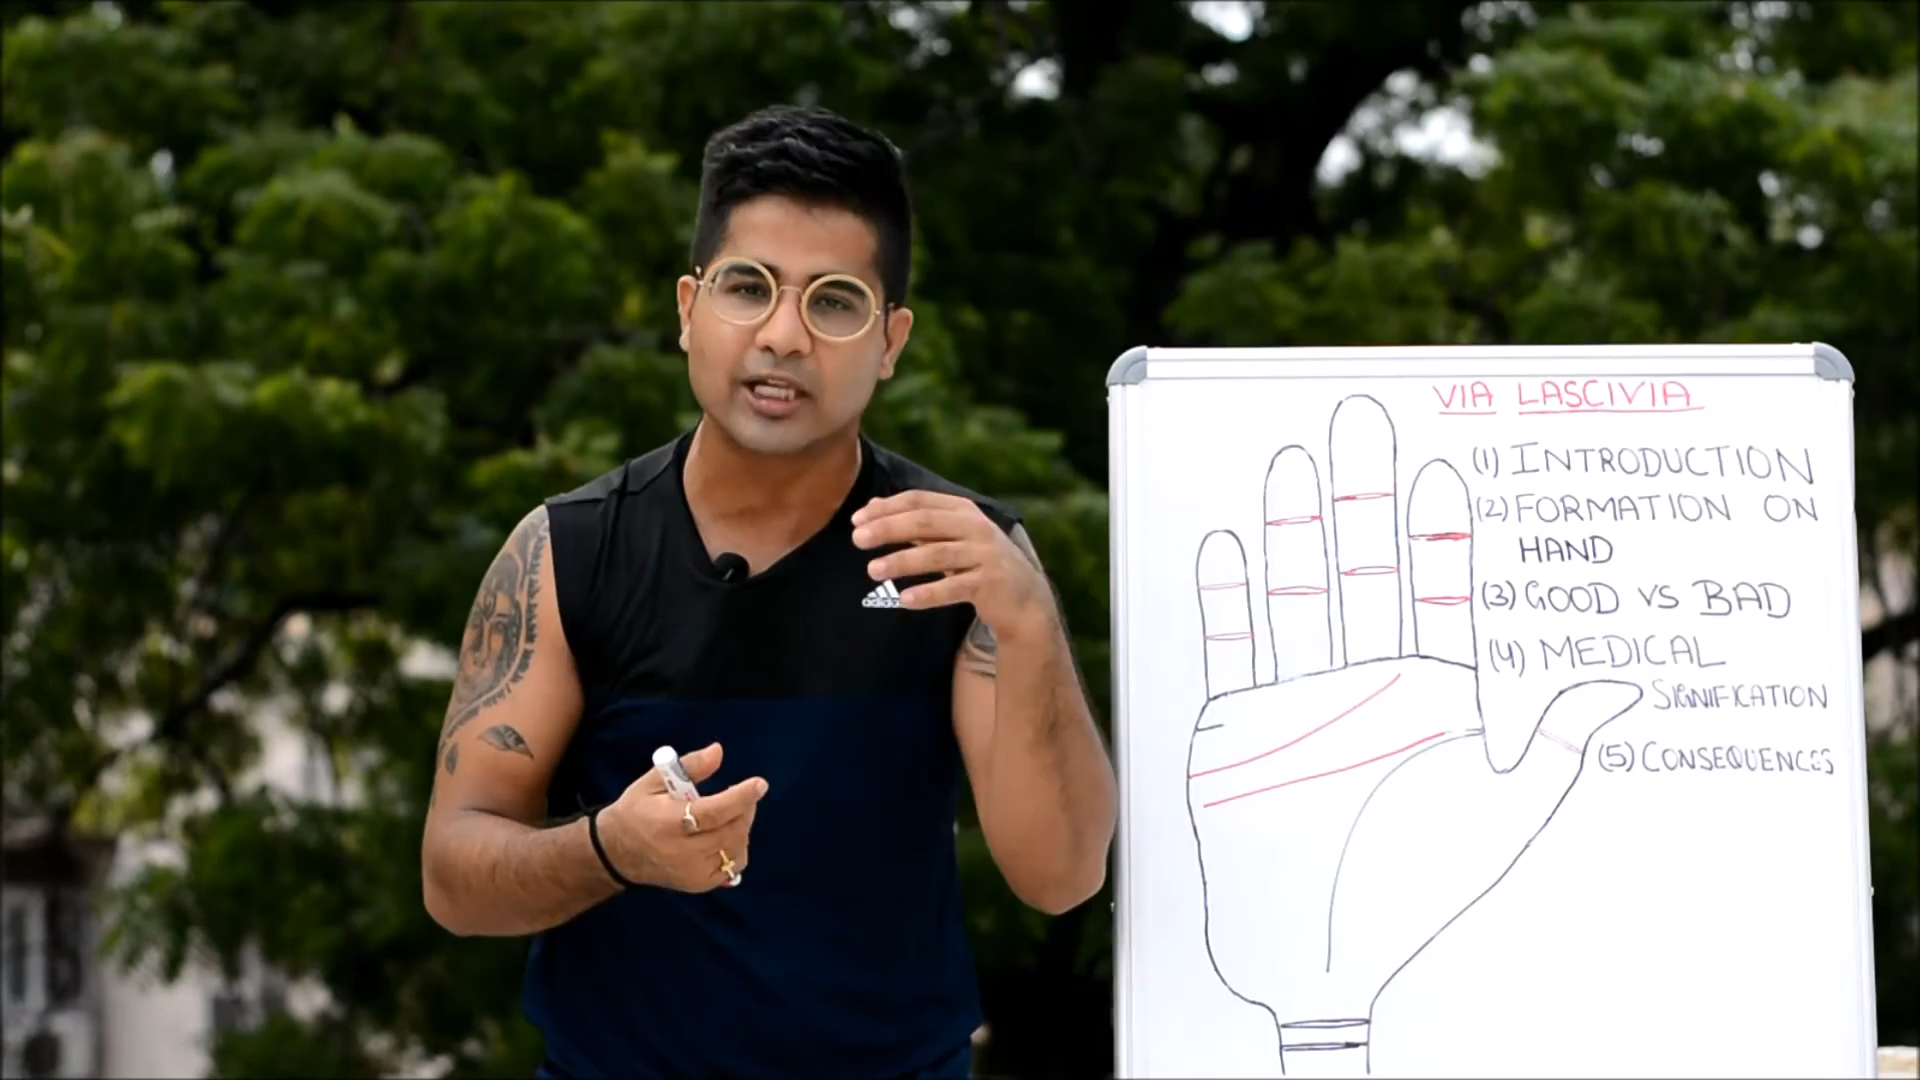 VIA LASCIVIA
(1) INTRODUCTION
(2) FORMATION ON
HAND
(3) GOOD VS BAD
(4) MEDICAL
SIGNIFICATION
(5) CONSEQUENCES
adidas